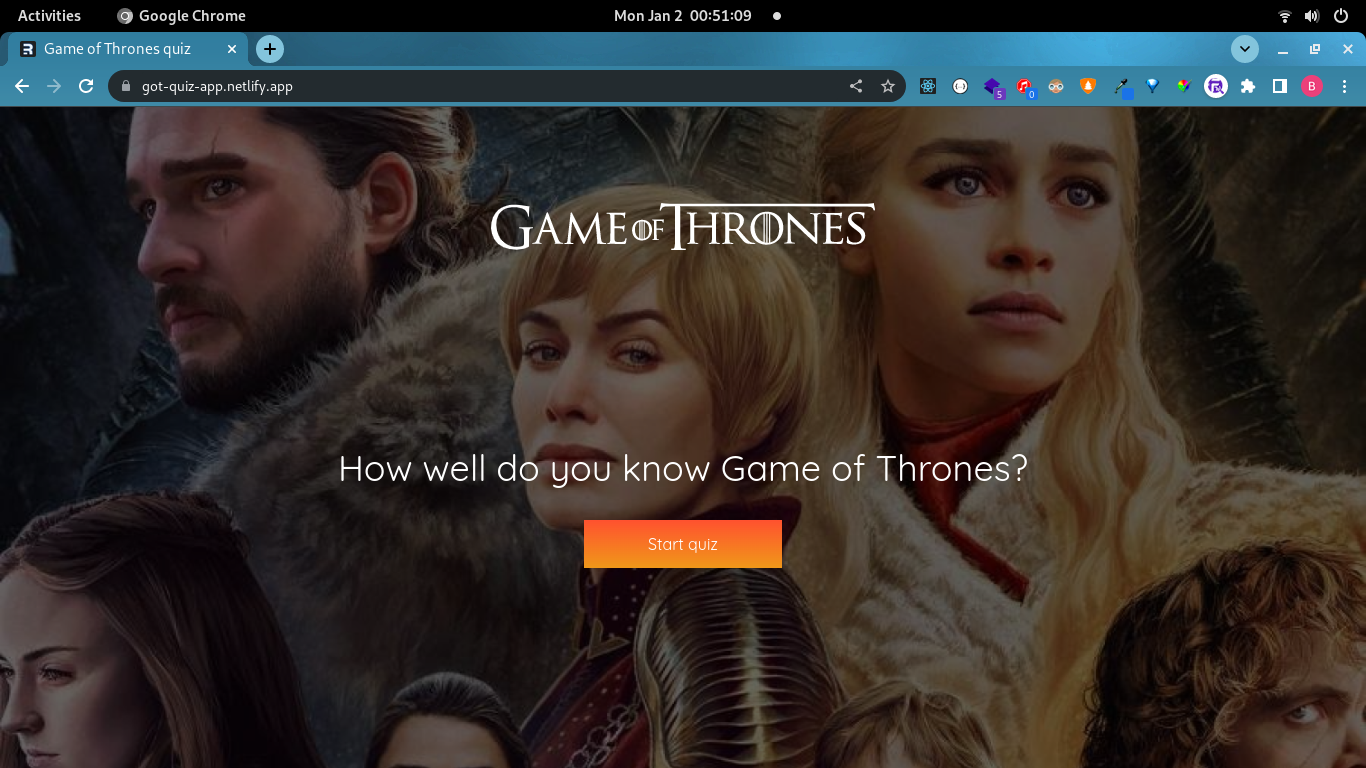 Activities Google Chrome Mon Jan 2 00:51:09
Game of Thrones quiz
got-quiz-app.netlify.app
5 0 B
GAME OF THRONES
How well do you know Game of Thrones?
Start quiz